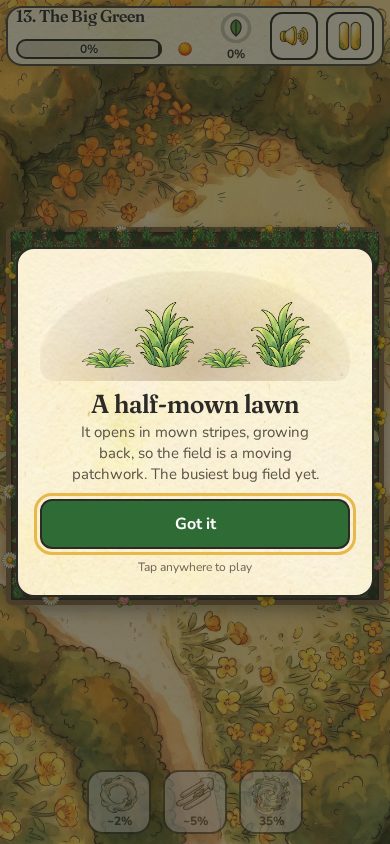 13. The Big Green
0%
0%
A half-mown lawn
It opens in mown stripes, growing
back, so the field is a moving
patchwork. The busiest bug field yet.
Got it
Tap anywhere to play
~2%
~5%
35%